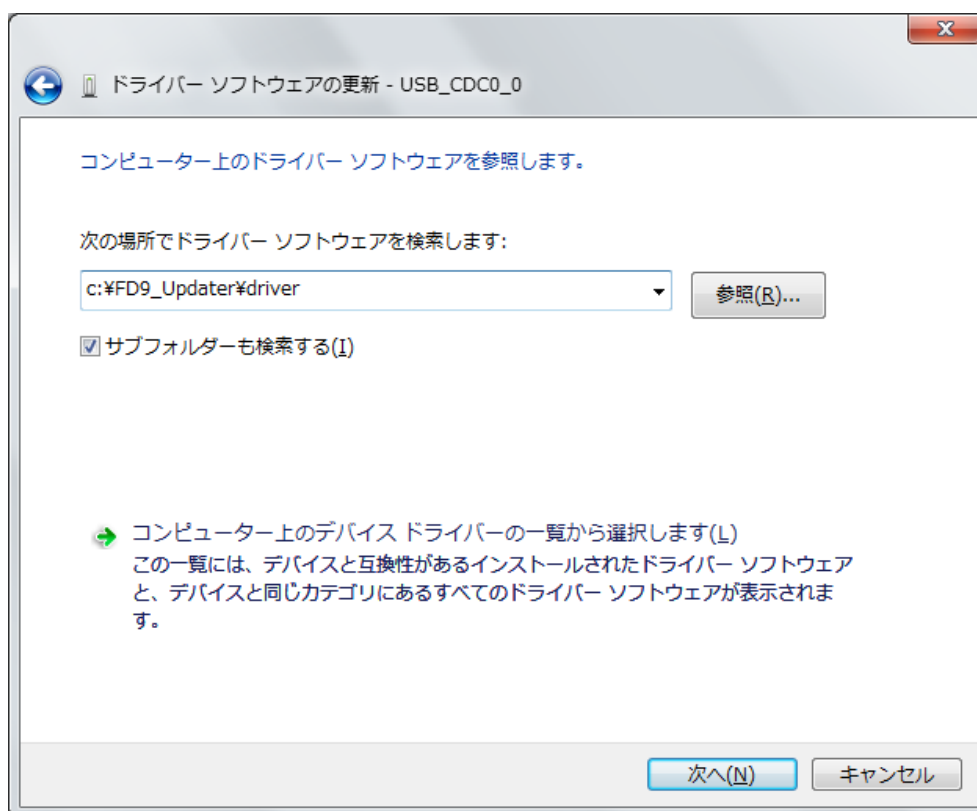 ドライバー ソフトウェアの更新 - USB_CDC0_0
コンピューター上のドライバー ソフトウェアを参照します。
次の場所でドライバー ソフトウェアを検索します:
c:¥FD9_Updater¥driver
参照(R)...
サブフォルダーも検索する(I)
コンピューター上のデバイス ドライバーの一覧から選択します(L)
この一覧には、デバイスと互換性があるインストールされたドライバー ソフトウェア
と、デバイスと同じカテゴリにあるすべてのドライバー ソフトウェアが表示されま
す。
次へ(N)
キャンセル